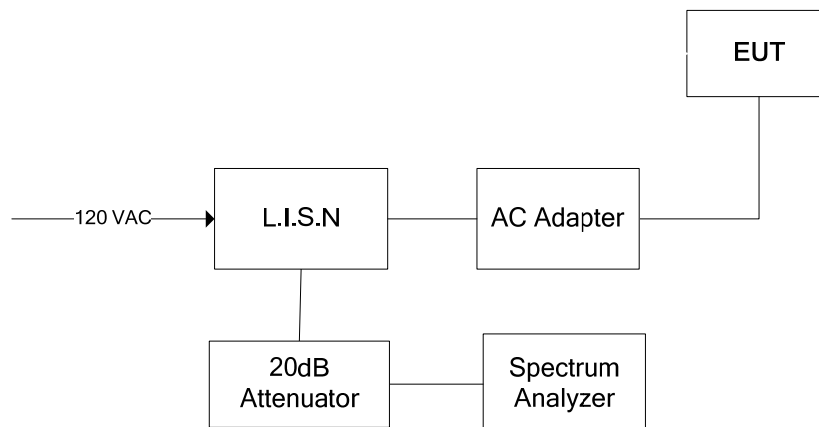 EUT
120 VAC
L.I.S.N
AC Adapter
20dB
Attenuator
Spectrum
Analyzer